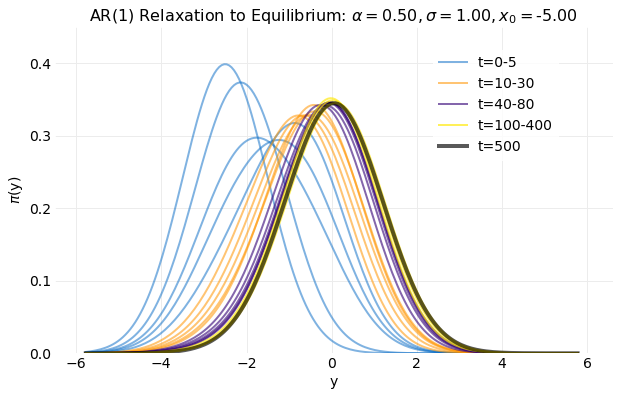 AR(1) Relaxation to Equilibrium: α = 0.50, σ = 1.00, x₀ = -5.00
π(y)
0.4
0.3
0.2
0.1
0.0
t=0-5
t=10-30
t=40-80
t=100-400
t=500
−6 −4 −2 0 2 4 6
y